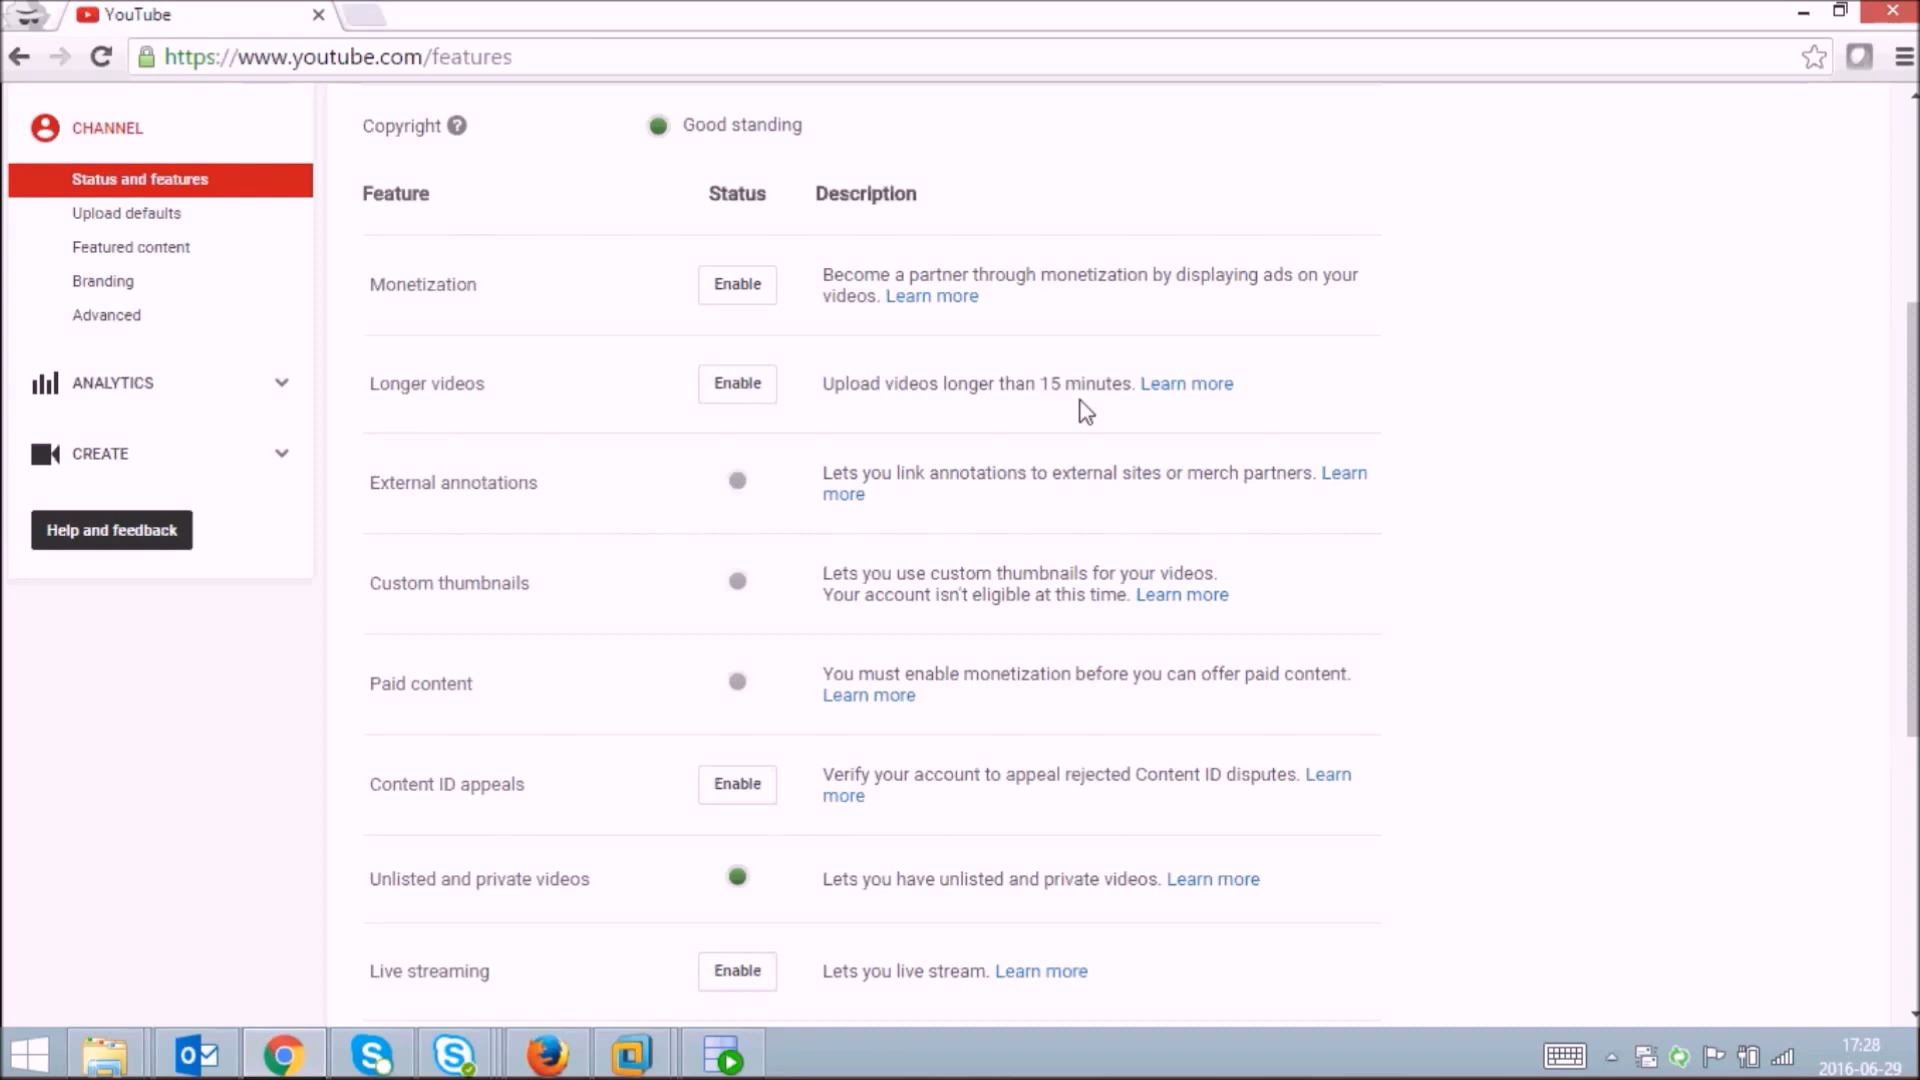 YouTube
https://www.youtube.com/features
CHANNEL
Status and features
Upload defaults
Featured content
Branding
Advanced
ANALYTICS
CREATE
Help and feedback
Copyright ?
Good standing
Feature Status Description
Monetization Enable Become a partner through monetization by displaying ads on your
videos. Learn more
Longer videos Enable Upload videos longer than 15 minutes. Learn more
External annotations Lets you link annotations to external sites or merch partners. Learn
more
Custom thumbnails Lets you use custom thumbnails for your videos.
Your account isn't eligible at this time. Learn more
Paid content You must enable monetization before you can offer paid content.
Learn more
Content ID appeals Enable Verify your account to appeal rejected Content ID disputes. Learn
more
Unlisted and private videos Lets you have unlisted and private videos. Learn more
Live streaming Enable Lets you live stream. Learn more
17:28
2016-06-29